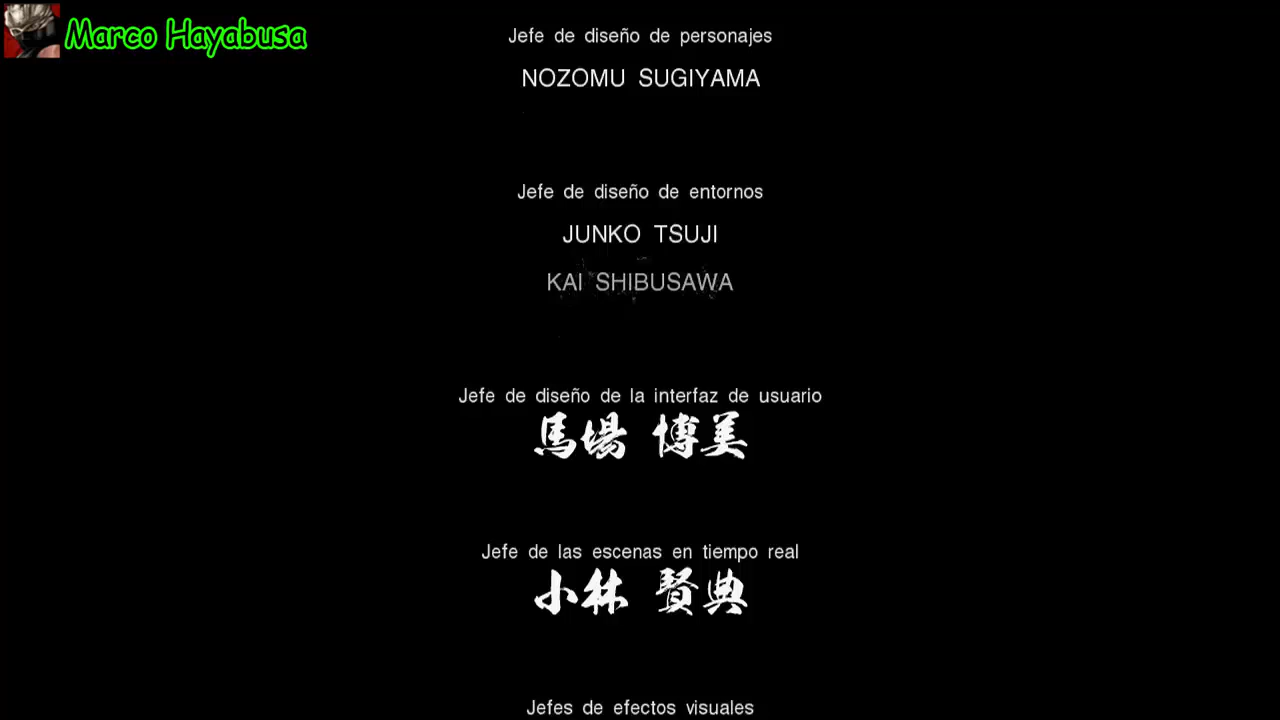 Marco Hayabusa
Jefe de diseño de personajes
NOZOMU SUGIYAMA
Jefe de diseño de entornos
JUNKO TSUJI
KAI SHIBUSAWA
Jefe de diseño de la interfaz de usuario
馬場 博美
Jefe de las escenas en tiempo real
小林 賢典
Jefes de efectos visuales